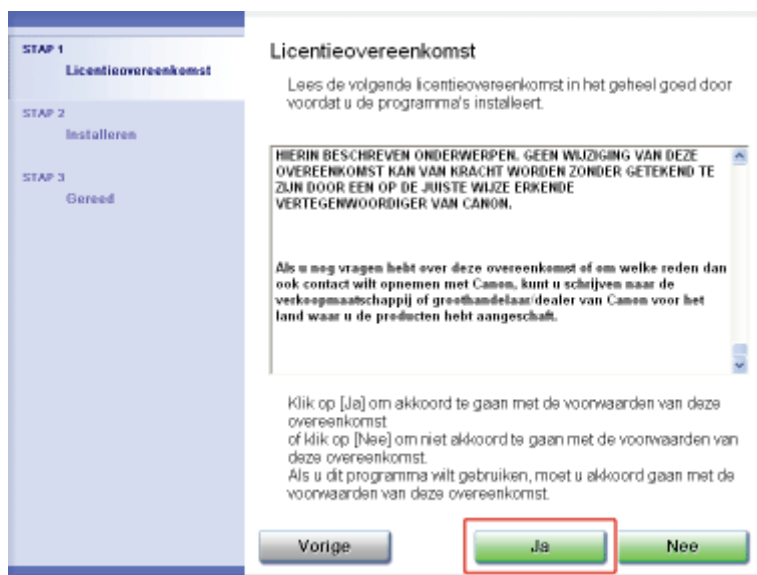 STAP 1
Licentieovereenkomst
STAP 2
Installeren
STAP 3
Gereed
Licentieovereenkomst
Lees de volgende licentieovereenkomst in het geheel goed door
voordat u de programma's installeert.
HIERIN BESCHREVEN ONDERWERPEN. GEEN WIJZIGING VAN DEZE
OVEREENKOMST KAN VAN KRACHT WORDEN ZONDER GETEKEND TE
ZIJN DOOR EEN OP DE JUISTE WIJZE ERKENDE
VERTEGENWOORDIGER VAN CANON.
Als u nog vragen hebt over deze overeenkomst of om welke reden dan
ook contact wilt opnemen met Canon, kunt u schrijven naar de
verkoopmaatschappij of groothandelaar/dealer van Canon voor het
land waar u de producten hebt aangeschaft.
Klik op [Ja] om akkoord te gaan met de voorwaarden van deze
overeenkomst
of klik op [Nee] om niet akkoord te gaan met de voorwaarden van
deze overeenkomst.
Als u dit programma wilt gebruiken, moet u akkoord gaan met de
voorwaarden van deze overeenkomst.
Vorige
Ja
Nee